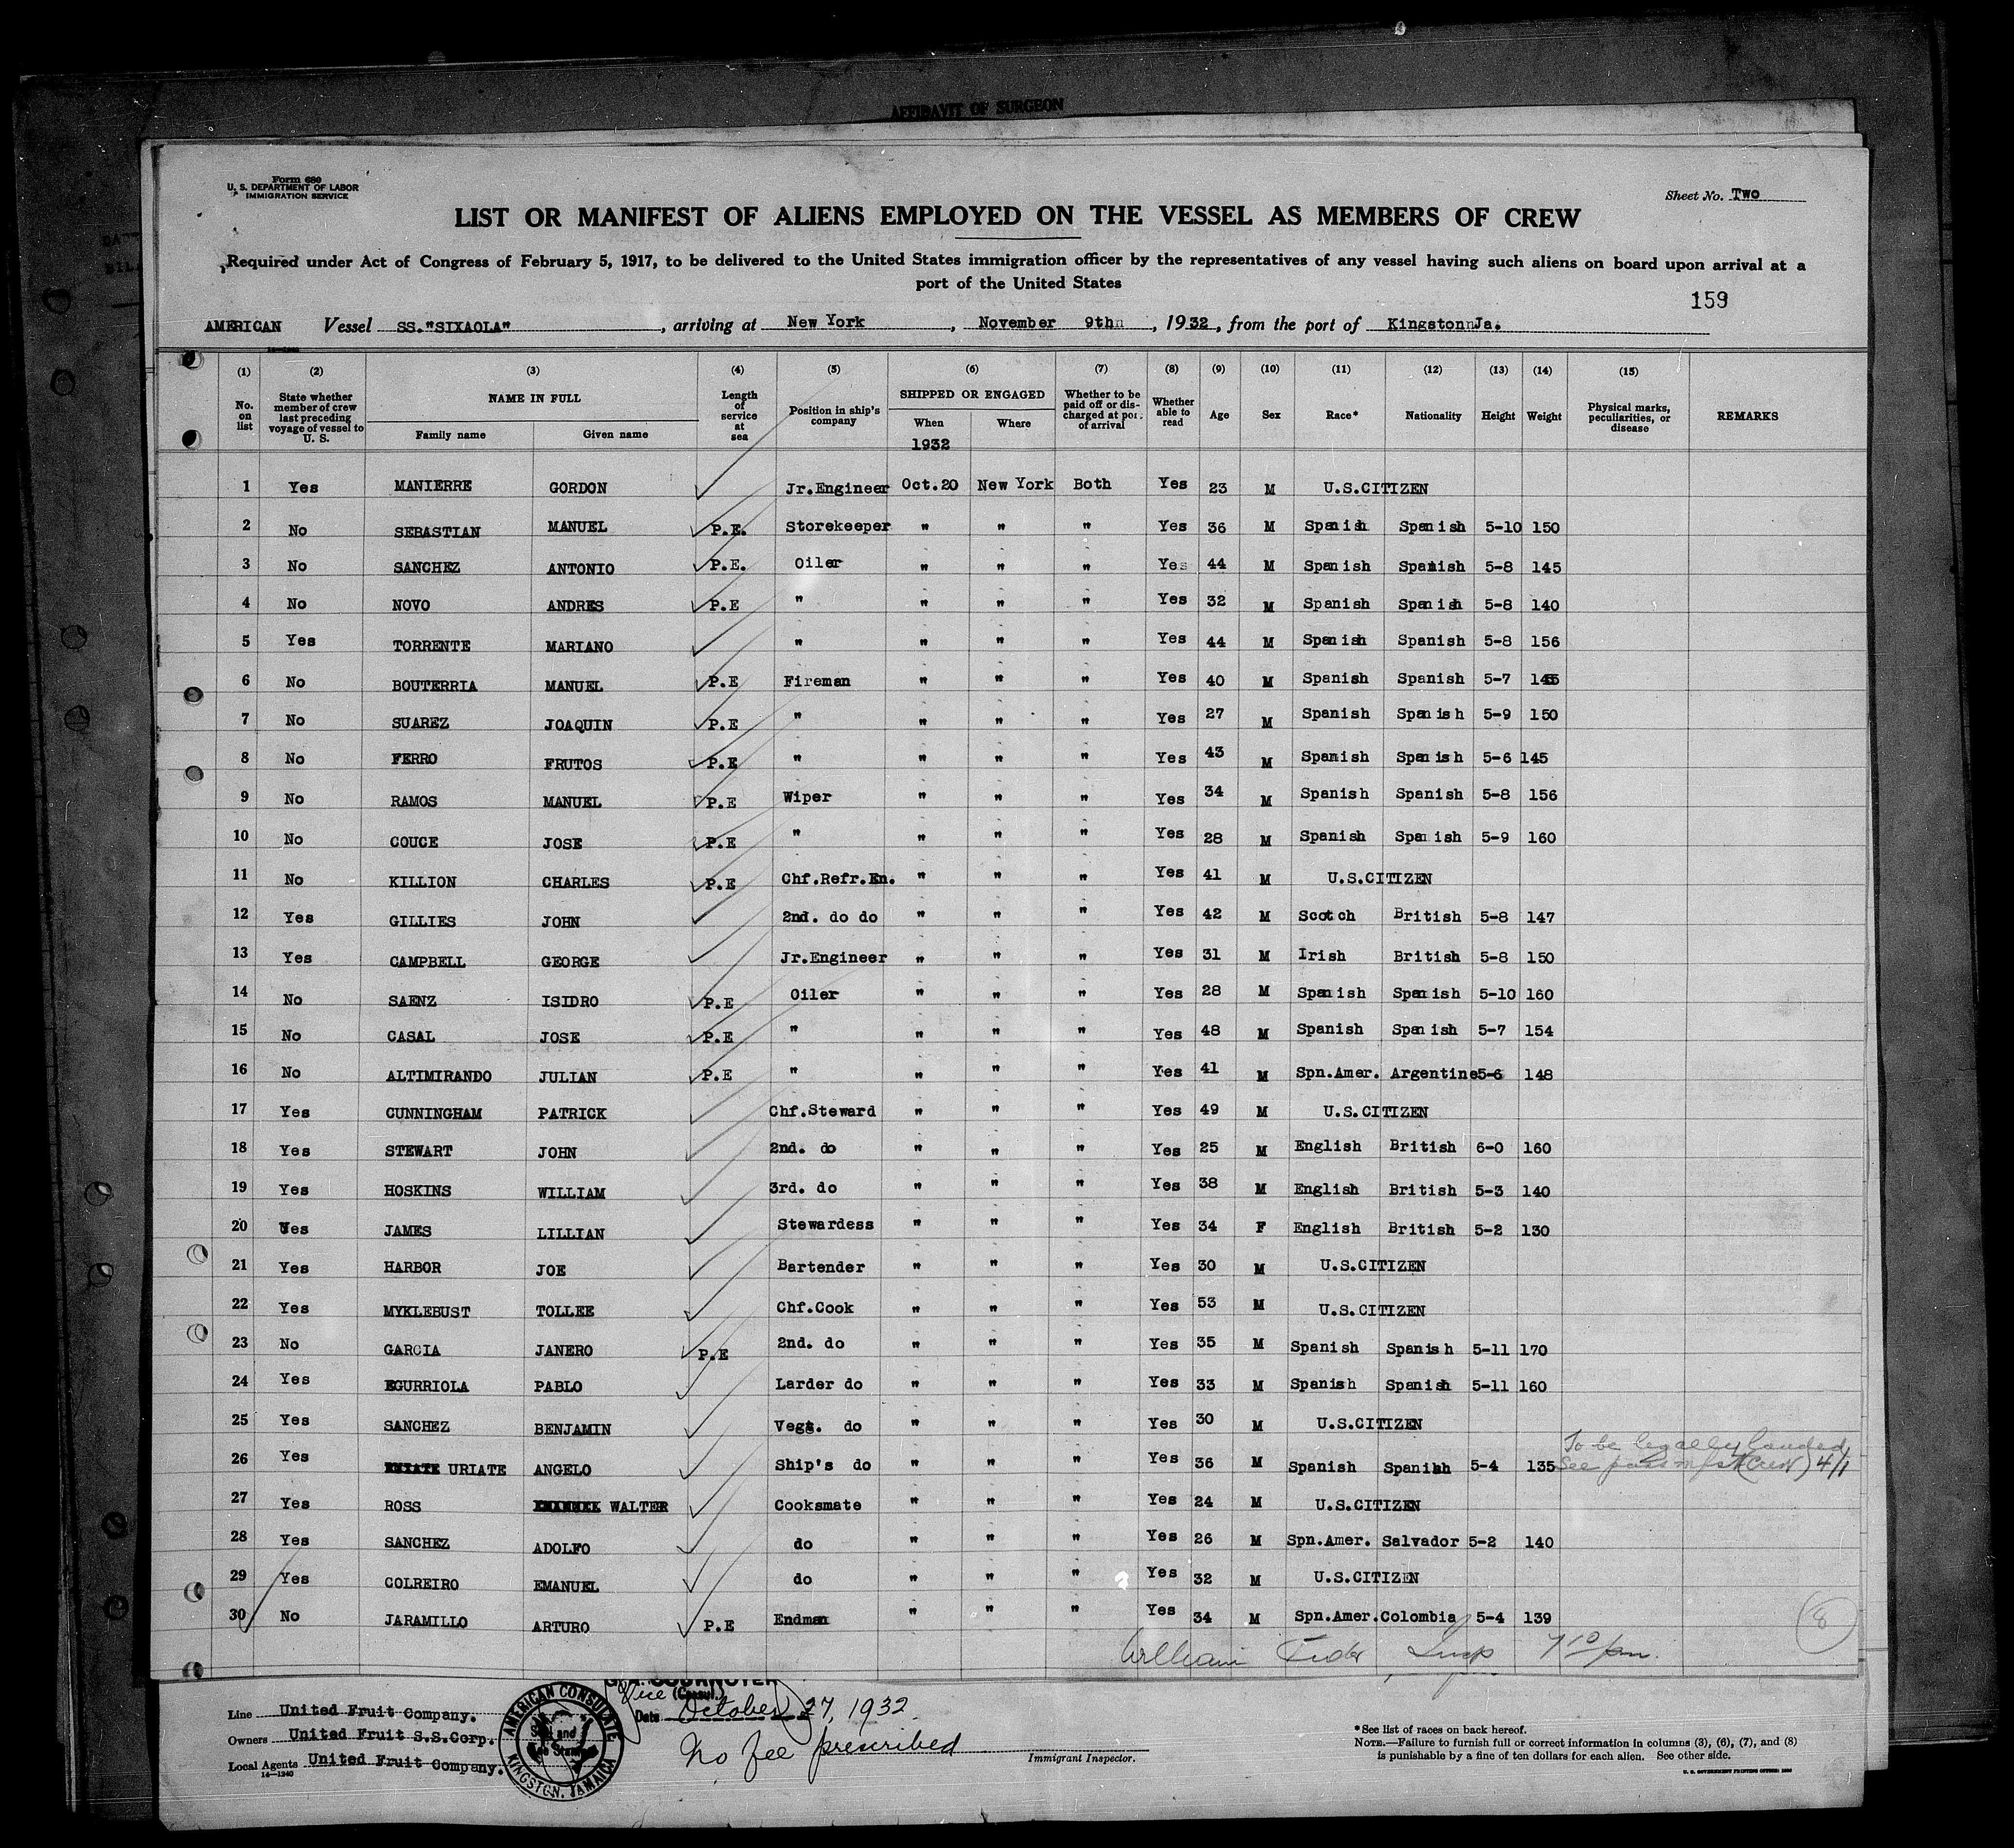 AFFIDAVIT OF SURGEON
Form 680
U. S. DEPARTMENT OF LABOR
IMMIGRATION SERVICE
Sheet No. Two
LIST OR MANIFEST OF ALIENS EMPLOYED ON THE VESSEL AS MEMBERS OF CREW
Required under Act of Congress of February 5, 1917, to be delivered to the United States immigration officer by the representatives of any vessel having such aliens on board upon arrival at a
port of the United States
159
AMERICAN Vessel SS."SIXAOLA", arriving at New York, November 9thn, 1932, from the port of KingstonnJa.
(1) (2) (3) (4) (5) (6) (7) (8) (9) (10) (11) (12) (13) (14) (15)
No. on list State whether member of crew last preceding voyage of vessel to U. S. NAME IN FULL Family name Given name Length of service at sea Position in ship's company SHIPPED OR ENGAGED When Where Whether to be paid off or discharged at port of arrival Whether able to read Age Sex Race* Nationality Height Weight Physical marks, peculiarities, or disease REMARKS
1932
1 Yes MANIERRE GORDON Jr.Engineer Oct.20 New York Both Yes 23 M U.S.CITIZEN
2 No SEBASTIAN MANUEL P.E. Storekeeper " " " Yes 36 M Spanish Spanish 5-10 150
3 No SANCHEZ ANTONIO P.E. Oiler " " " Yes 44 M Spanish Spanish 5-8 145
4 No NOVO ANDRES P.E " " " " Yes 32 M Spanish Spanish 5-8 140
5 Yes TORRENTE MARIANO " " " " Yes 44 M Spanish Spanish 5-8 156
6 No BOUTERRIA MANUEL P.E Fireman " " " Yes 40 M Spanish Spanish 5-7
7 No SUAREZ JOAQUIN P.E " " " " Yes 27 M Spanish Spanish 5-9 150
8 No FERRO FRUTOS P.E " " " " Yes 43 M Spanish Spanish 5-6 145
9 No RAMOS MANUEL P.E Wiper " " " Yes 34 M Spanish Spanish 5-8 156
10 No COUCE JOSE P.E " " " " Yes 28 M Spanish Spanish 5-9 160
11 No KILLION CHARLES P.E Chf.Refr.En. " " " Yes 41 M U.S.CITIZEN
12 Yes GILLIES JOHN 2nd. do do " " " Yes 42 M Scotch British 5-8 147
13 Yes CAMPBELL GEORGE Jr.Engineer " " " Yes 31 M Irish British 5-8 150
14 No SAENZ ISIDRO P.E Oiler " " " Yes 28 M Spanish Spanish 5-10 160
15 No CASAL JOSE P.E " " " " Yes 48 M Spanish Spanish 5-7 154
16 No ALTIMIRANDO JULIAN P.E " " " " Yes 41 M Spn.Amer. Argentine 5-6 148
17 Yes CUNNINGHAM PATRICK Chf.Steward " " " Yes 49 M U.S.CITIZEN
18 Yes STEWART JOHN 2nd. do " " " Yes 25 M English British 6-0 160
19 Yes HOSKINS WILLIAM 3rd. do " " " Yes 38 M English British 5-3 140
20 Yes JAMES LILLIAN Stewardess " " " Yes 34 F English British 5-2 130
21 Yes HARBOR JOE Bartender " " " Yes 30 M U.S.CITIZEN
22 Yes MYKLEBUST TOLLEE Chf.Cook " " " Yes 53 M U.S.CITIZEN
23 No GARCIA JANERO P.E 2nd. do " " " Yes 35 M Spanish Spanish 5-11 170
24 Yes EGURRIOLA PABLO Larder do " " " Yes 33 M Spanish Spanish 5-11 160
25 Yes SANCHEZ BENJAMIN Vegt. do " " " Yes 30 M U.S.CITIZEN
26 Yes URIATE ANGELO Ship's do " " " Yes 36 M Spanish Spanish 5-4 135 To be legally landed See 4/1
27 Yes ROSS WALTER Cooksmate " " " Yes 24 M U.S.CITIZEN
28 Yes SANCHEZ ADOLFO do " " " Yes 26 M Spn.Amer. Salvador 5-2 140
29 Yes COLREIRO EMANUEL do " " " Yes 32 M U.S.CITIZEN
30 No JARAMILLO ARTURO P.E Endman " " " Yes 34 M Spn.Amer. Colombia 5-4 139
8
William
Vice (Consul.)
Line United Fruit Company.
Owners United Fruit S.S.Corp.
Local Agents United Fruit Company.
14—1240
AMERICAN CONSULATE
KINGSTON, JAMAICA
Date October 27, 1932
No fee prescribed
Immigrant Inspector.
*See list of races on back hereof.
NOTE.—Failure to furnish full or correct information in columns (3), (6), (7), and (8)
is punishable by a fine of ten dollars for each alien. See other side.
U. S. GOVERNMENT PRINTING OFFICE